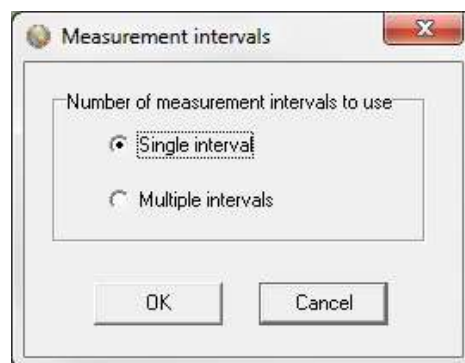 Measurement intervals
Number of measurement intervals to use
Single interval
Multiple intervals
OK Cancel